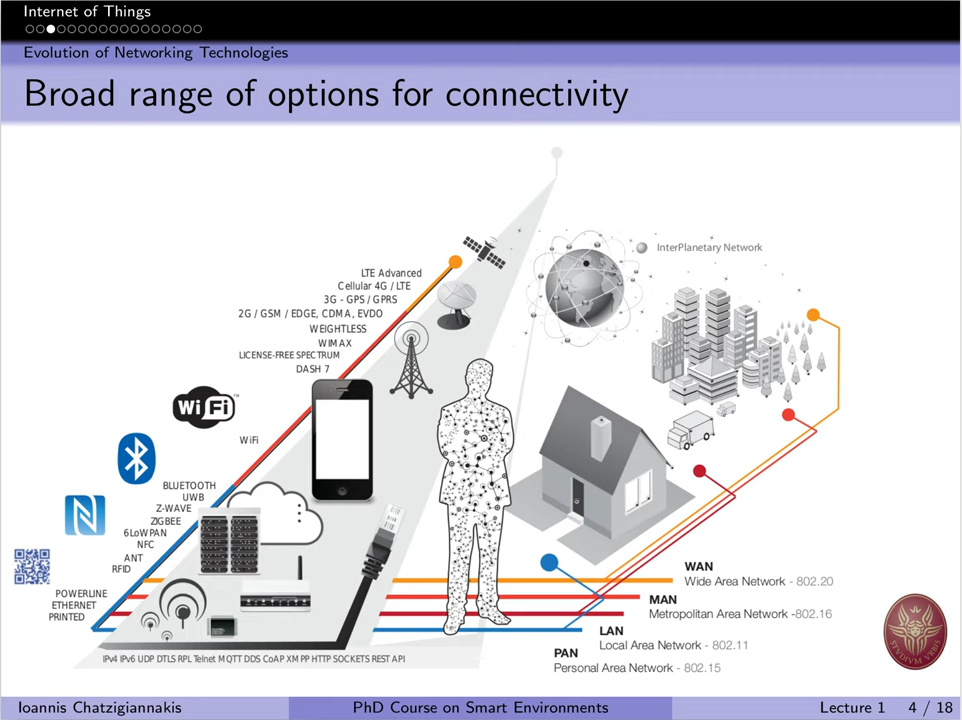 Internet of Things
Evolution of Networking Technologies
Broad range of options for connectivity
InterPlanetary Network
LTE Advanced
Cellular 4G / LTE
3G - GPS / GPRS
2G / GSM / EDGE, CDMA, EVDO
WEIGHTLESS
WIMAX
LICENSE-FREE SPECTRUM
DASH 7
WiFi
TM
WiFi
BLUETOOTH
UWB
Z-WAVE
ZIGBEE
6LoWPAN
NFC
ANT
RFID
POWERLINE
ETHERNET
PRINTED
WAN
Wide Area Network - 802.20
MAN
Metropolitan Area Network -802.16
LAN
Local Area Network - 802.11
PAN
Personal Area Network - 802.15
IPv4 IPv6 UDP DTLS RPL Telnet MQTT DDS CoAP XMPP HTTP SOCKETS REST API
STVDIVM VRBIS
Ioannis Chatzigiannakis
PhD Course on Smart Environments
Lecture 1 4 / 18